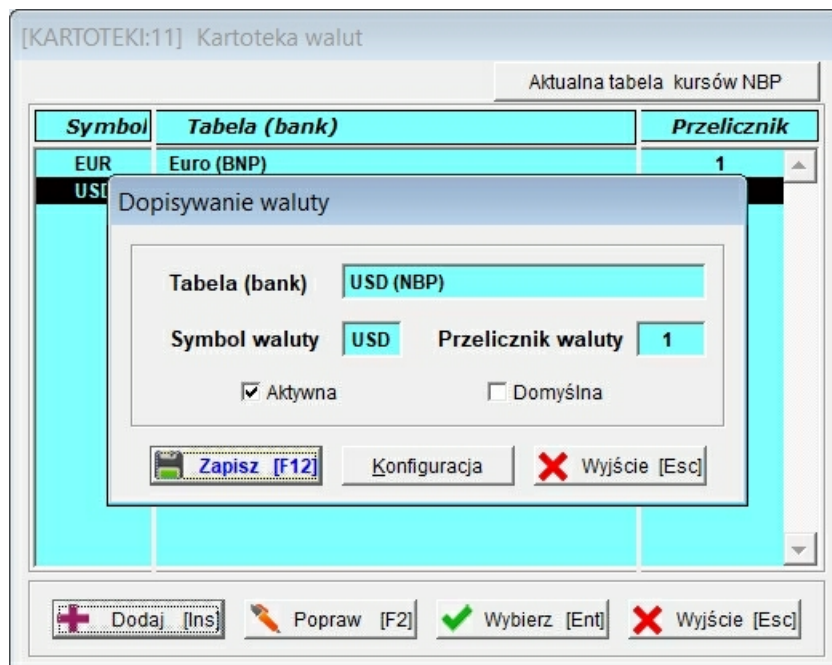 [KARTOTEKI:11] Kartoteka walut
Aktualna tabela kursów NBP
Symbol Tabela (bank) Przelicznik
EUR Euro (BNP) 1
USD
Dopisywanie waluty
Tabela (bank) USD (NBP)
Symbol waluty USD Przelicznik waluty 1
Aktywna Domyślna
Zapisz [F12] Konfiguracja Wyjście [Esc]
Dodaj [Ins] Popraw [F2] Wybierz [Ent] Wyjście [Esc]